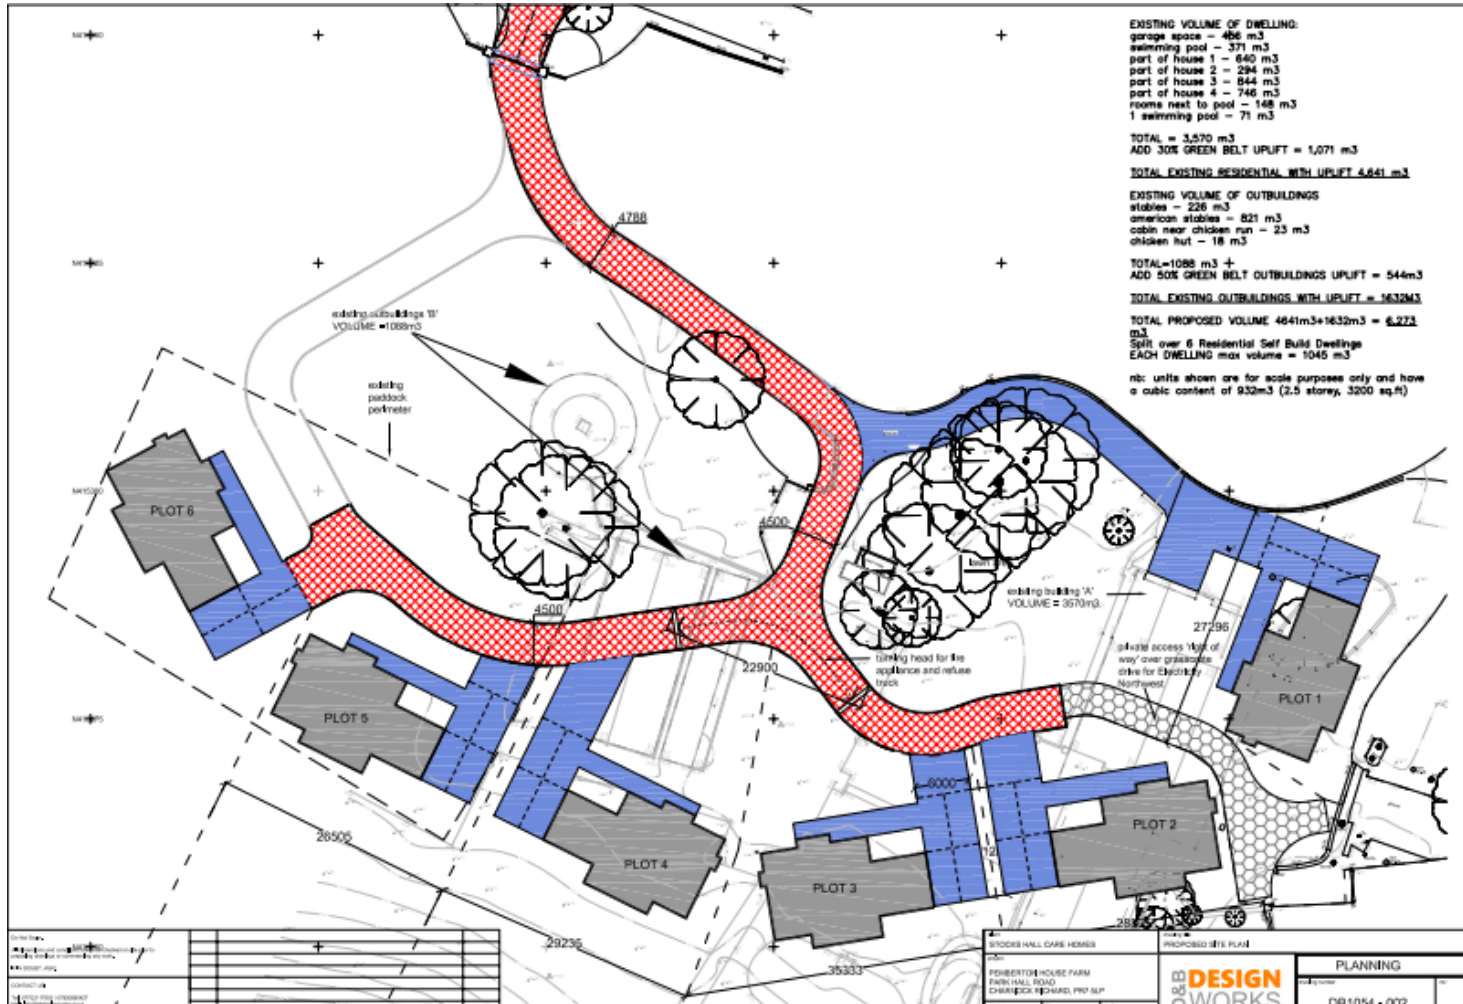 EXISTING VOLUME OF DWELLING:
garage space - 486 m3
swimming pool - 371 m3
part of house 1 - 640 m3
part of house 2 - 294 m3
part of house 3 - 844 m3
part of house 4 - 746 m3
rooms next to pool - 148 m3
1 swimming pool - 71 m3
TOTAL = 3,570 m3
ADD 30% GREEN BELT UPLIFT = 1,071 m3
TOTAL EXISTING RESIDENTIAL WITH UPLIFT 4,641 m3
EXISTING VOLUME OF OUTBUILDINGS
stables - 226 m3
american stables - 821 m3
cabin near chicken run - 23 m3
chicken hut - 18 m3
TOTAL=1088 m3
ADD 50% GREEN BELT OUTBUILDINGS UPLIFT = 544m3
TOTAL EXISTING OUTBUILDINGS WITH UPLIFT = 1632M3
TOTAL PROPOSED VOLUME 4641m3+1632m3 = 6,273
m3
Split over 6 Residential Self Build Dwellings
EACH DWELLING max volume = 1045 m3
nb: units shown are for scale purposes only and have
a cubic content of 932m3 (2.5 storey, 3200 sq.ft)
4788
existing outbuildings 'B'
VOLUME =1088m3
existing
paddock
perimeter
PLOT 6
4500
lawn
existing building 'A'
VOLUME = 3570m3
4500
27296
private access 'right of
way' over grasscrete
drive for Electricity
Northwest
turning head for fire
appliance and refuse
truck
22900
PLOT 1
PLOT 5
6000
PLOT 2
26505
12
PLOT 4
PLOT 3
29235
35333
STOCKS HALL CARE HOMES
PROPOSED SITE PLAN
PEMBERTON HOUSE FARM
PARK HALL ROAD
CHARNOCK RICHARD, PR7 5LP
D&B DESIGN
WORKS
PLANNING
DB1054 - 002